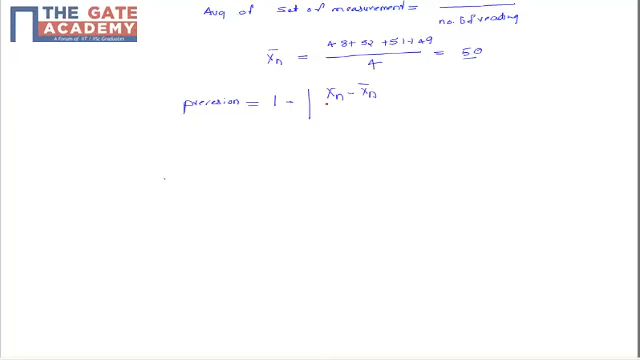 THE GATE
ACADEMY
A Forum of IIT / IISc Graduates
Avg of set of measurement =
no. of reading
x̄n = 48 + 52 + 51 + 49 / 4 = 50
precesion = 1 - | xn - x̄n